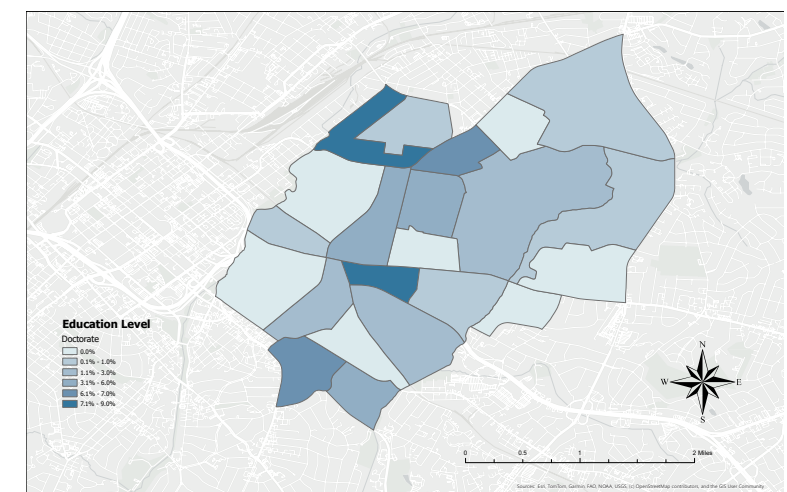 Education Level
Doctorate
0.0%
0.1% - 1.0%
1.1% - 3.0%
3.1% - 6.0%
6.1% - 7.0%
7.1% - 9.0%
N
W E
S
0 0.5 1 2 Miles
Sources: Esri, TomTom, Garmin, FAO, NOAA, USGS, (c) OpenStreetMap contributors, and the GIS User Community